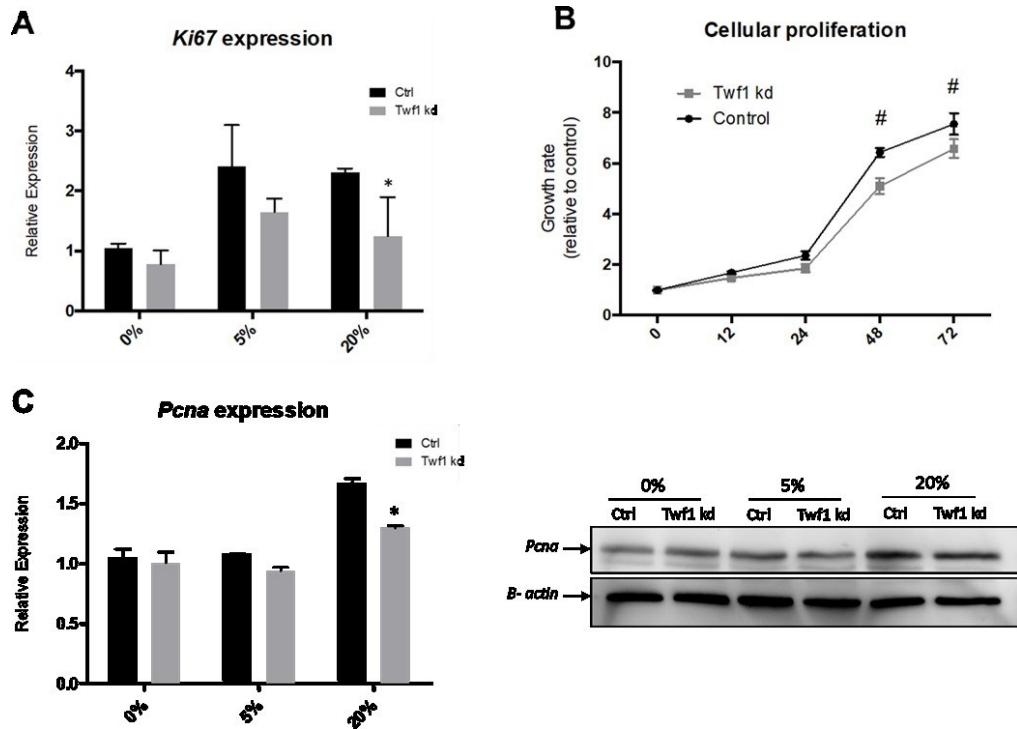 A
Ki67 expression
Ctrl
Twf1 kd
Relative Expression
4
3
2
1
0
*
0% 5% 20%
B
Cellular proliferation
Twf1 kd
Control
Growth rate
(relative to control)
10
8
6
4
2
0
# #
0 12 24 48 72
C
Pcna expression
Ctrl
Twf1 kd
Relative Expression
2.0
1.5
1.0
0.5
0.0
*
0% 5% 20%
0% 5% 20%
Ctrl Twf1 kd Ctrl Twf1 kd Ctrl Twf1 kd
Pcna
B- actin